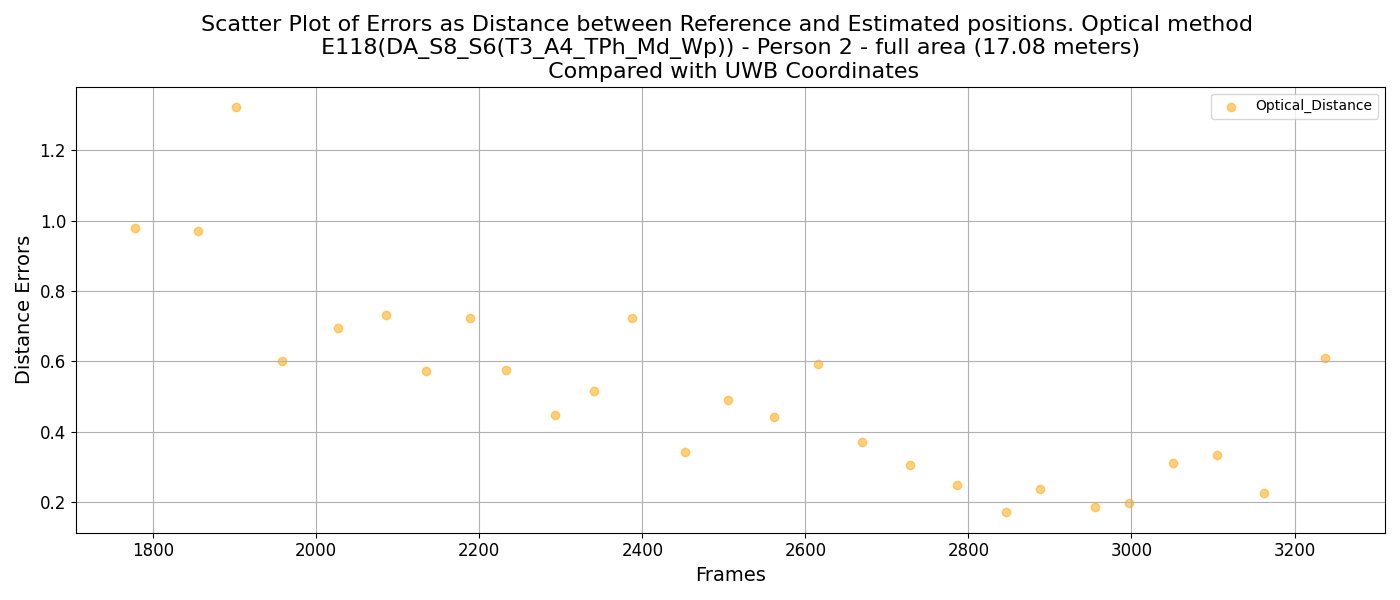 Scatter Plot of Errors as Distance between Reference and Estimated positions. Optical method
E118(DA_S8_S6(T3_A4_TPh_Md_Wp)) - Person 2 - full area (17.08 meters)
Compared with UWB Coordinates
Optical_Distance
Distance Errors
1.2
1.0
0.8
0.6
0.4
0.2
1800 2000 2200 2400 2600 2800 3000 3200
Frames